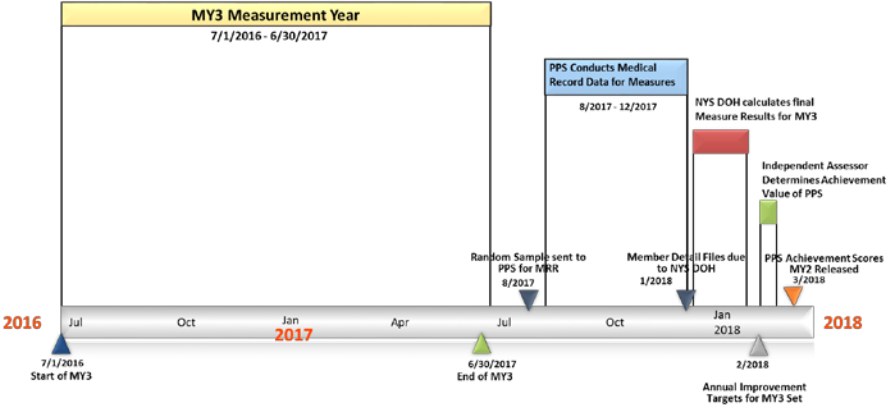 MY3 Measurement Year
7/1/2016 - 6/30/2017
PPS Conducts Medical
Record Data for Measures
8/2017 - 12/2017
NYS DOH calculates final
Measure Results for MY3
Independent Assessor
Determines Achievement
Value of PPS
Random Sample sent to
PPS for MRR
8/2017
Member Detail Files due
to NYS DOH
1/2018
PPS Achievement Scores
MY2 Released
3/2018
2016
Jul
Oct
Jan
2017
Apr
Jul
Oct
Jan
2018
2018
7/1/2016
Start of MY3
6/30/2017
End of MY3
2/2018
Annual Improvement
Targets for MY3 Set